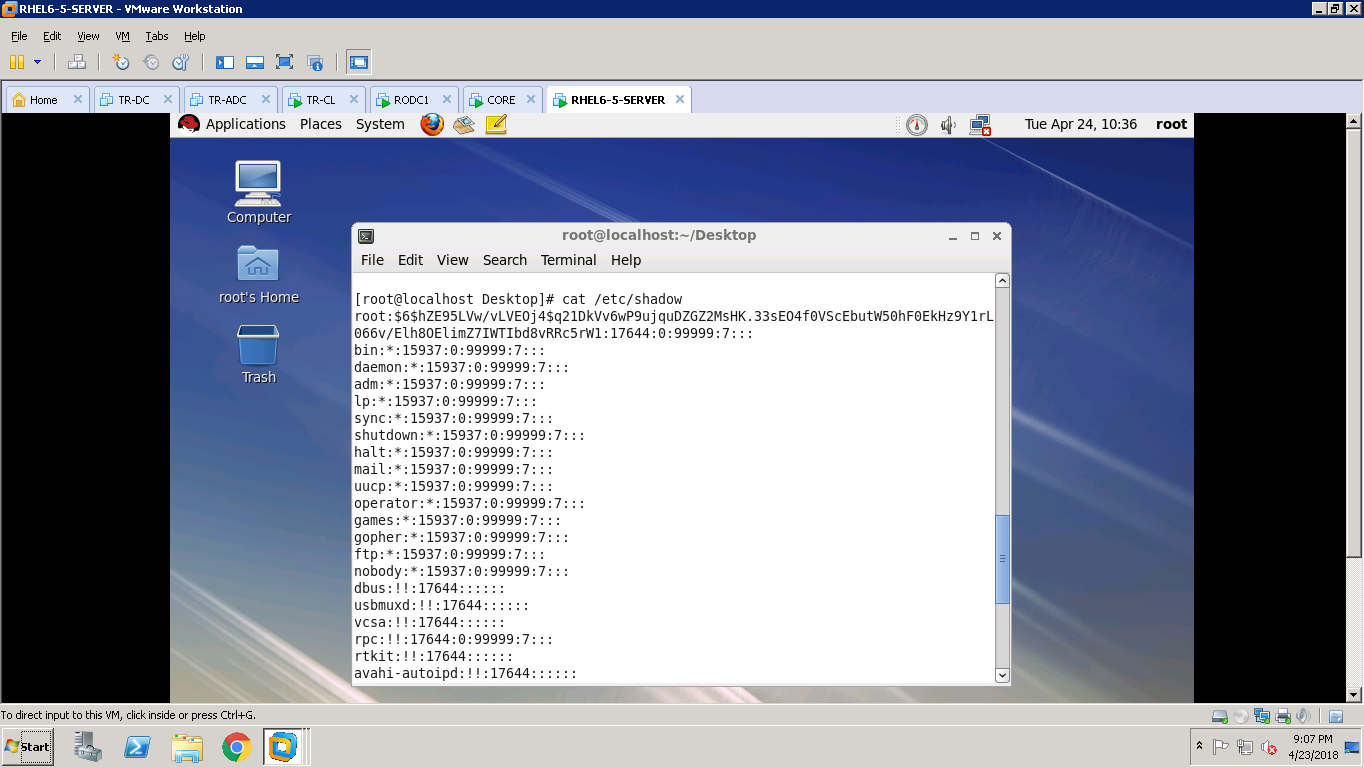 RHEL6-5-SERVER - VMware Workstation
File Edit View VM Tabs Help
Home TR-DC TR-ADC TR-CL RODC1 CORE RHEL6-5-SERVER
Applications Places System Tue Apr 24, 10:36 root
Computer
root's Home
Trash
root@localhost:~/Desktop
File Edit View Search Terminal Help
[root@localhost Desktop]# cat /etc/shadow
root:$6$hZE95LVw/vLVEOj4$q21DkVv6wP9ujquDZGZ2MsHK.33sEO4f0VScEbutW50hF0EkHz9Y1rL
066v/Elh8OElimZ7IWTIbd8vRRc5rW1:17644:0:99999:7:::
bin:*:15937:0:99999:7:::
daemon:*:15937:0:99999:7:::
adm:*:15937:0:99999:7:::
lp:*:15937:0:99999:7:::
sync:*:15937:0:99999:7:::
shutdown:*:15937:0:99999:7:::
halt:*:15937:0:99999:7:::
mail:*:15937:0:99999:7:::
uucp:*:15937:0:99999:7:::
operator:*:15937:0:99999:7:::
games:*:15937:0:99999:7:::
gopher:*:15937:0:99999:7:::
ftp:*:15937:0:99999:7:::
nobody:*:15937:0:99999:7:::
dbus:!!:17644::::::
usbmuxd:!!:17644::::::
vcsa:!!:17644::::::
rpc:!!:17644:0:99999:7:::
rtkit:!!:17644::::::
avahi-autoipd:!!:17644::::::
To direct input to this VM, click inside or press Ctrl+G.
Start
9:07 PM
4/23/2018